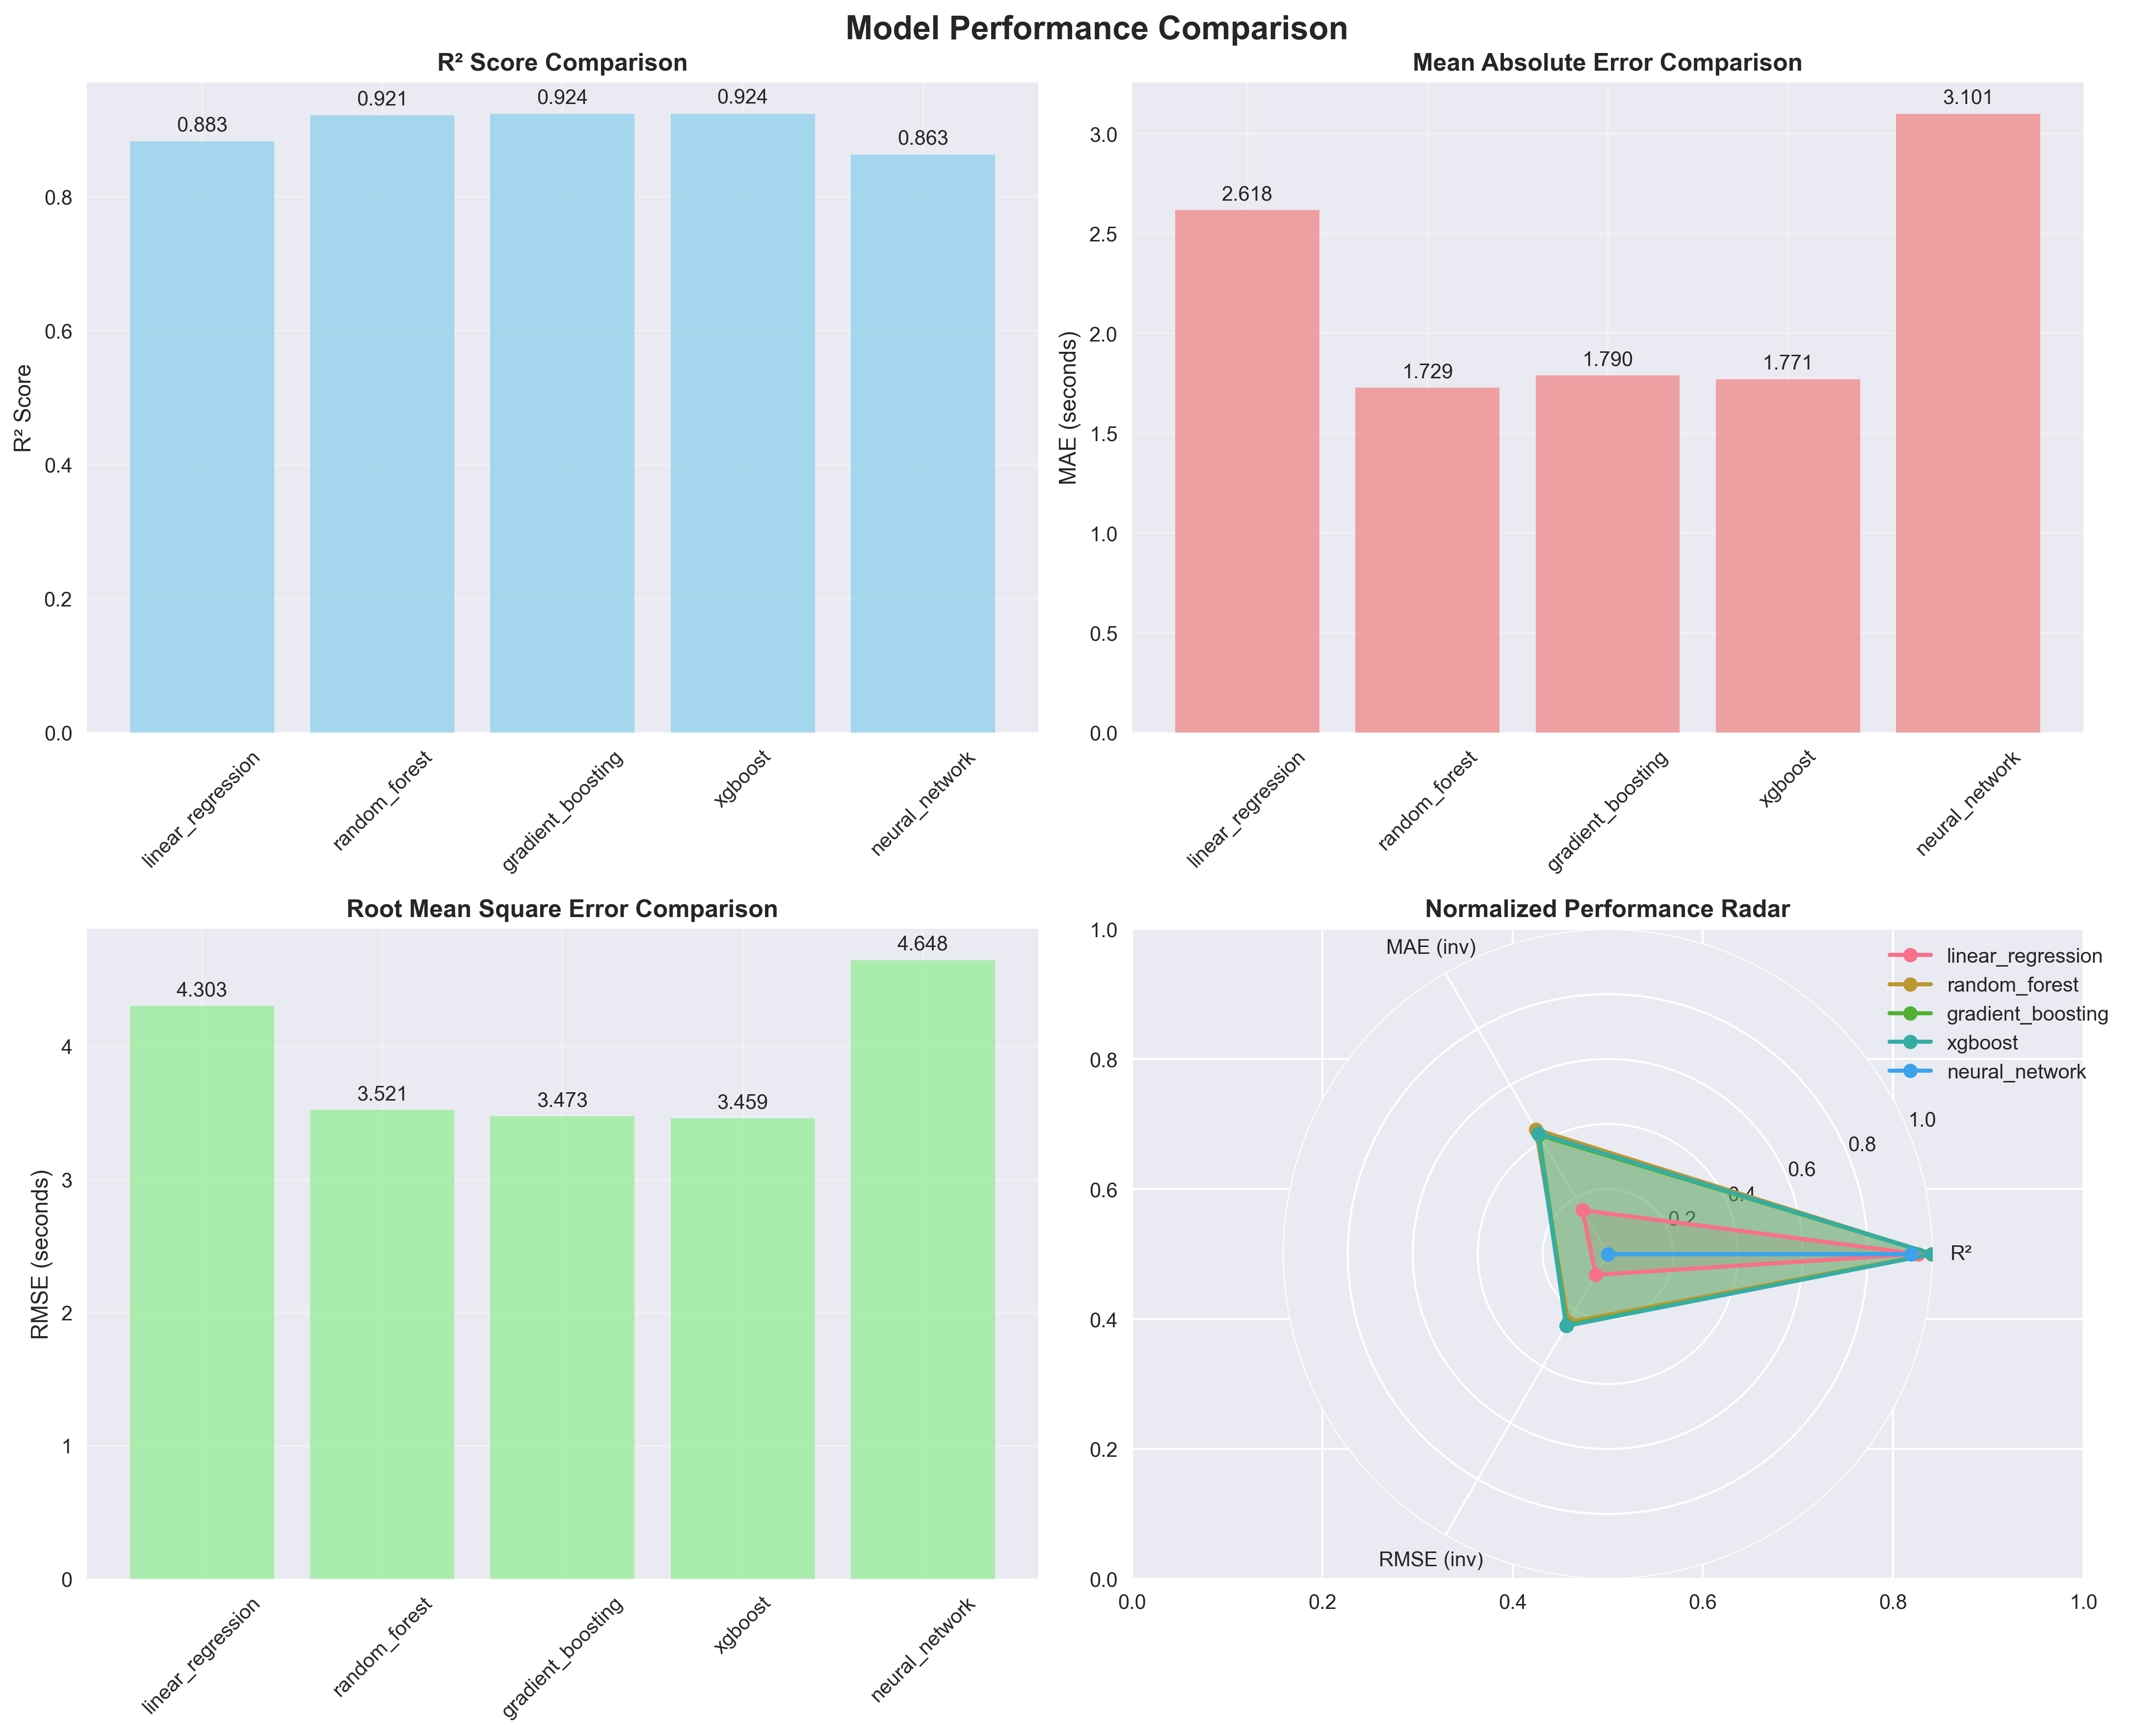 Model Performance Comparison
R² Score Comparison
0.883
0.921
0.924
0.924
0.863
R² Score
0.8
0.6
0.4
0.2
0.0
linear_regression
random_forest
gradient_boosting
xgboost
neural_network
Mean Absolute Error Comparison
2.618
1.729
1.790
1.771
3.101
MAE (seconds)
3.0
2.5
2.0
1.5
1.0
0.5
0.0
linear_regression
random_forest
gradient_boosting
xgboost
neural_network
Root Mean Square Error Comparison
4.303
3.521
3.473
3.459
4.648
RMSE (seconds)
4
3
2
1
0
linear_regression
random_forest
gradient_boosting
xgboost
neural_network
Normalized Performance Radar
1.0
0.8
0.6
0.4
0.2
0.0
0.0
0.2
0.4
0.6
0.8
1.0
MAE (inv)
RMSE (inv)
R²
0.2
0.4
0.6
0.8
1.0
linear_regression
random_forest
gradient_boosting
xgboost
neural_network